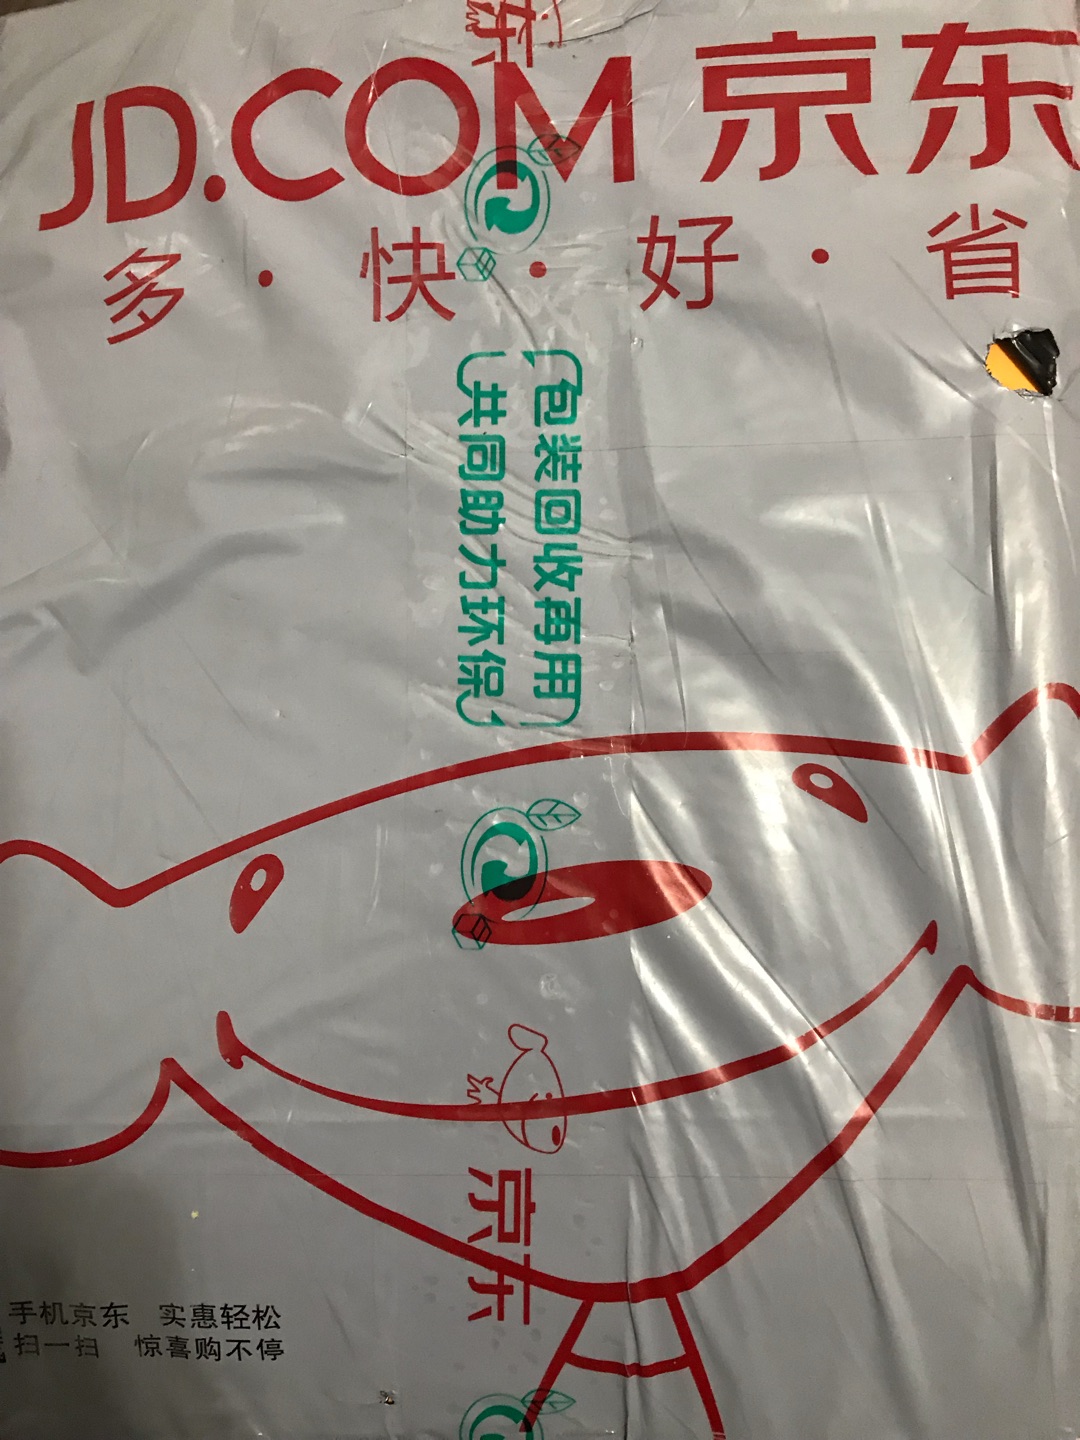 JD.COM 京东
多·快·好·省
东
包装回收再用
共同助力环保
京东
手机京东 实惠轻松
扫一扫 惊喜购不停